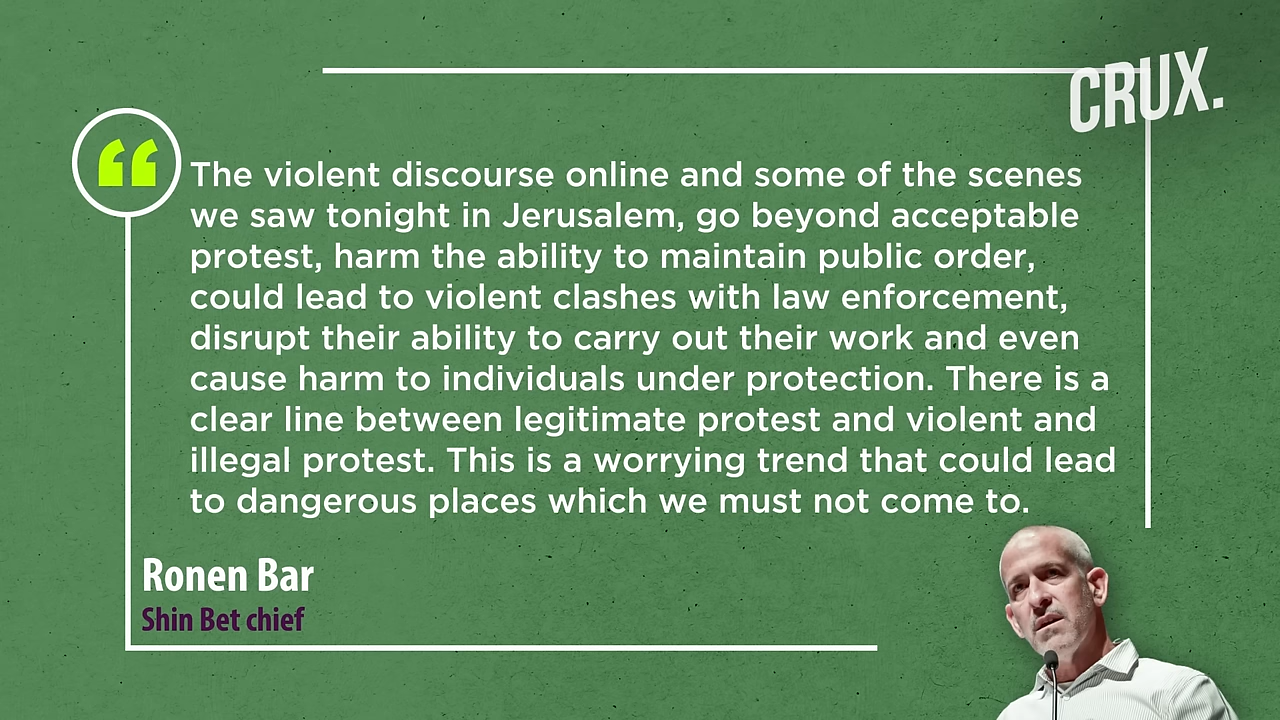 CRUX.
“
The violent discourse online and some of the scenes
we saw tonight in Jerusalem, go beyond acceptable
protest, harm the ability to maintain public order,
could lead to violent clashes with law enforcement,
disrupt their ability to carry out their work and even
cause harm to individuals under protection. There is a
clear line between legitimate protest and violent and
illegal protest. This is a worrying trend that could lead
to dangerous places which we must not come to.
Ronen Bar
Shin Bet chief